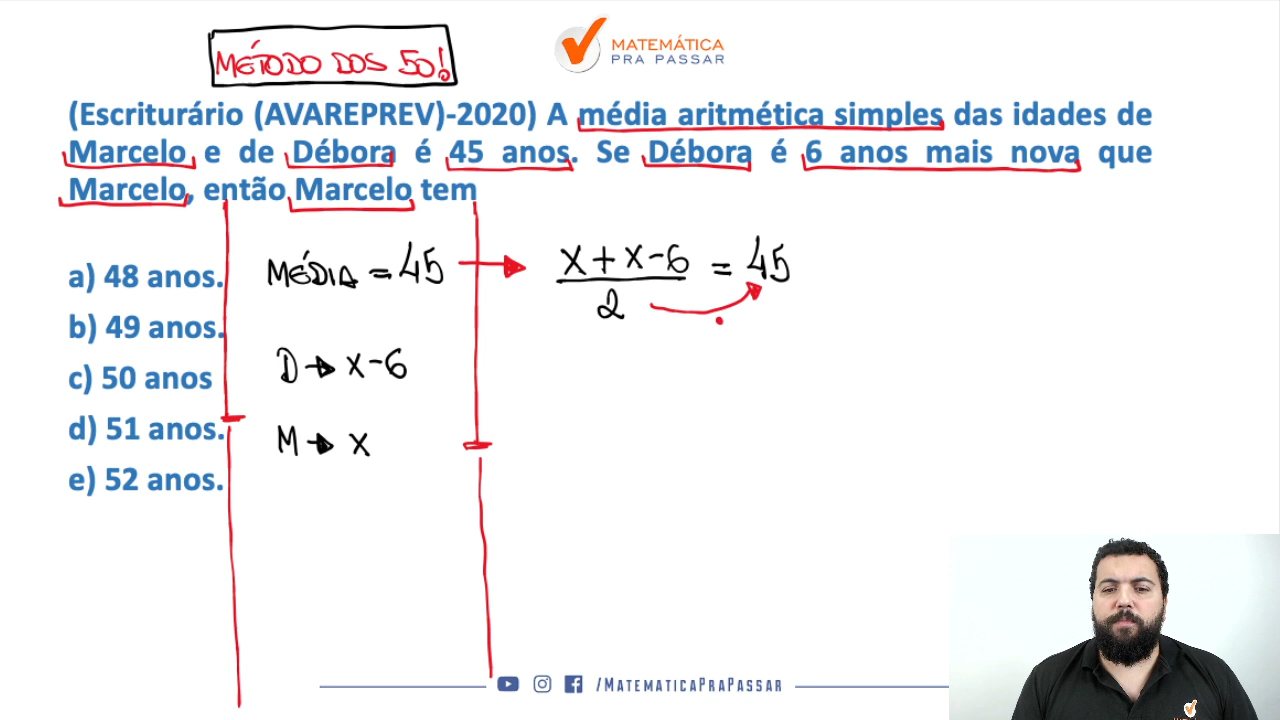 MÉTODO DOS 50!
MATEMÁTICA
PRA PASSAR
(Escriturário (AVAREPREV)-2020) A média aritmética simples das idades de
Marcelo e de Débora é 45 anos. Se Débora é 6 anos mais nova que
Marcelo, então Marcelo tem
a) 48 anos.
b) 49 anos.
c) 50 anos
d) 51 anos.
e) 52 anos.
MÉDIA = 45
D → x-6
M → x
x + x - 6
2
= 45
/MatematicaPraPassar